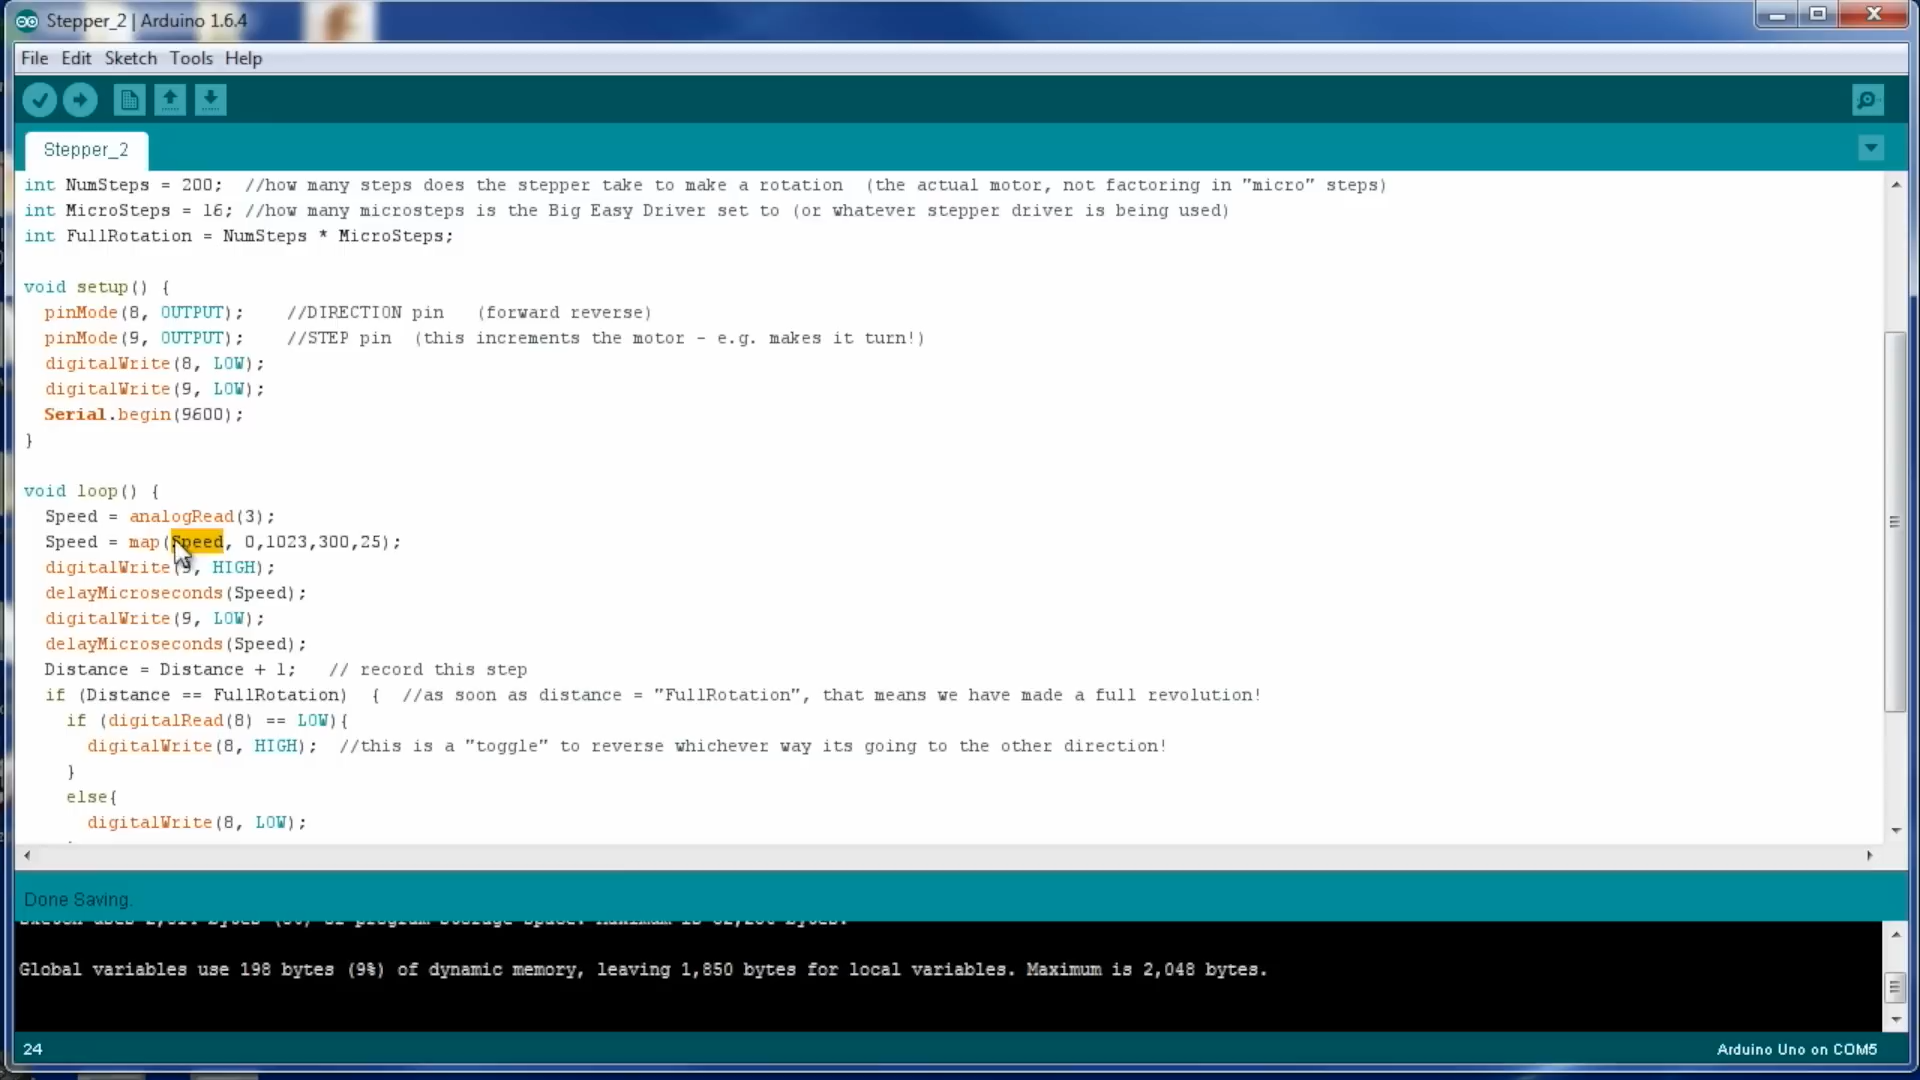 Stepper_2 | Arduino 1.6.4
File Edit Sketch Tools Help
Stepper_2
int NumSteps = 200;  //how many steps does the stepper take to make a rotation  (the actual motor, not factoring in "micro" steps)
int MicroSteps = 16; //how many microsteps is the Big Easy Driver set to (or whatever stepper driver is being used)
int FullRotation = NumSteps * MicroSteps;
void setup() {
  pinMode(8, OUTPUT);    //DIRECTION pin   (forward reverse)
  pinMode(9, OUTPUT);    //STEP pin  (this increments the motor - e.g. makes it turn!)
  digitalWrite(8, LOW);
  digitalWrite(9, LOW);
  Serial.begin(9600);
}
void loop() {
  Speed = analogRead(3);
  Speed = map(Speed, 0,1023,300,25);
  digitalWrite(9, HIGH);
  delayMicroseconds(Speed);
  digitalWrite(9, LOW);
  delayMicroseconds(Speed);
  Distance = Distance + 1;   // record this step
  if (Distance == FullRotation)  {  //as soon as distance = "FullRotation", that means we have made a full revolution!
    if (digitalRead(8) == LOW){
      digitalWrite(8, HIGH);  //this is a "toggle" to reverse whichever way its going to the other direction!
    }
    else{
      digitalWrite(8, LOW);
Done Saving.
Global variables use 198 bytes (9%) of dynamic memory, leaving 1,850 bytes for local variables. Maximum is 2,048 bytes.
24
Arduino Uno on COM5